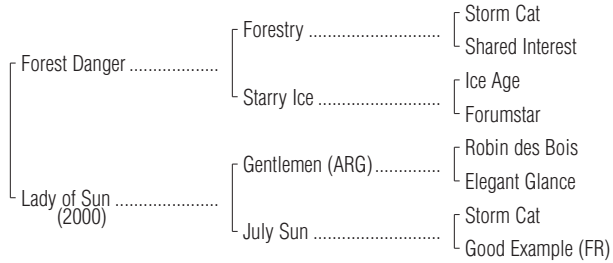 Storm Cat
Forestry ...........................
Shared Interest
Forest Danger ..................
Ice Age
Starry Ice .........................
Forumstar
Robin des Bois
Gentlemen (ARG)..............
Elegant Glance
Lady of Sun .....................
(2000)
Storm Cat
July Sun ..........................
Good Example (FR)